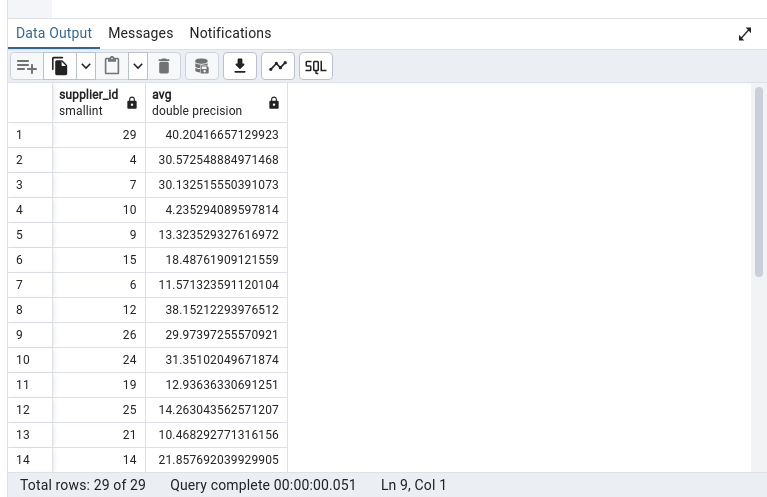 Data Output Messages Notifications
SQL
supplier_id avg
smallint double precision
1 29 40.20416657129923
2 4 30.572548884971468
3 7 30.132515550391073
4 10 4.235294089597814
5 9 13.323529327616972
6 15 18.48761909121559
7 6 11.571323591120104
8 12 38.15212293976512
9 26 29.97397255570921
10 24 31.35102049671874
11 19 12.93636330691251
12 25 14.263043562571207
13 21 10.468292771316156
14 14 21.857692039929905
Total rows: 29 of 29 Query complete 00:00:00.051 Ln 9, Col 1